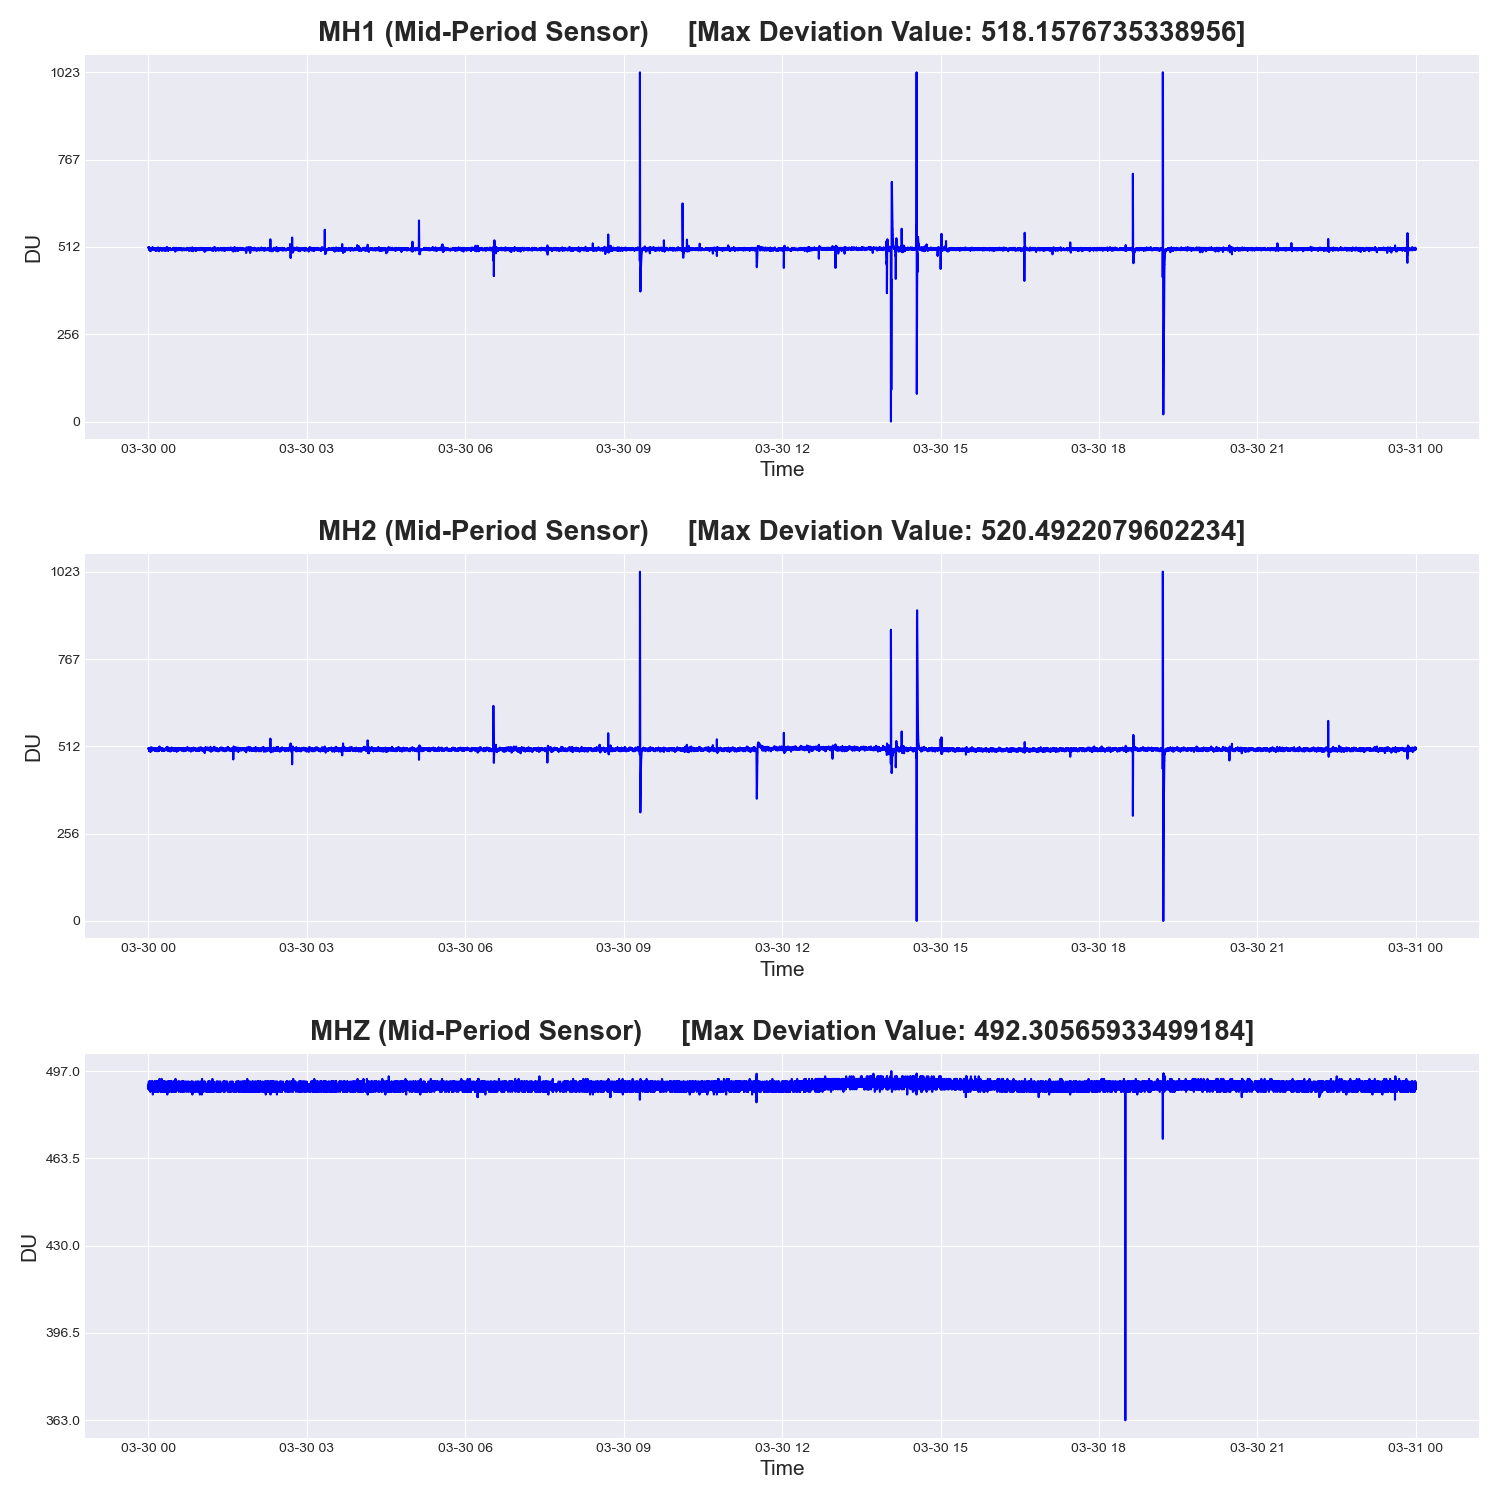 MH1 (Mid-Period Sensor) [Max Deviation Value: 518.1576735338956]
1023
767
512
256
0
DU
03-30 00 03-30 03 03-30 06 03-30 09 03-30 12 03-30 15 03-30 18 03-30 21 03-31 00
Time
MH2 (Mid-Period Sensor) [Max Deviation Value: 520.4922079602234]
1023
767
512
256
0
DU
03-30 00 03-30 03 03-30 06 03-30 09 03-30 12 03-30 15 03-30 18 03-30 21 03-31 00
Time
MHZ (Mid-Period Sensor) [Max Deviation Value: 492.30565933499184]
497.0
463.5
430.0
396.5
363.0
DU
03-30 00 03-30 03 03-30 06 03-30 09 03-30 12 03-30 15 03-30 18 03-30 21 03-31 00
Time